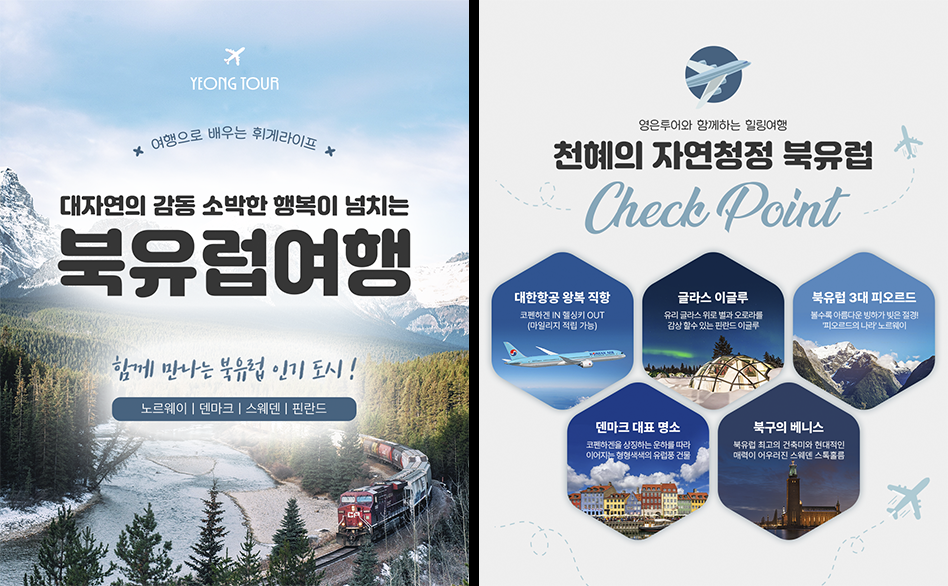 YEONG TOUR
여행으로 배우는 휘게라이프
대자연의 감동 소박한 행복이 넘치는
북유럽여행
함께 만나는 북유럽 인기 도시!
노르웨이 | 덴마크 | 스웨덴 | 핀란드
CP
영은투어와 함께하는 힐링여행
천혜의 자연청정 북유럽
Check Point
대한항공 왕복 직항
코펜하겐 IN 헬싱키 OUT
(마일리지 적립 가능)
KOREAN AIR
글라스 이글루
유리 글라스 위로 별과 오로라를
감상 할수 있는 핀란드 이글루
북유럽 3대 피오르드
볼수록 아름다운 빙하가 빚은 절경!
'피오르드의 나라' 노르웨이
덴마크 대표 명소
코펜하겐을 상징하는 운하를 따라
이어지는 형형색색의 유럽풍 건물
북구의 베니스
북유럽 최고의 건축미와 현대적인
매력이 어우러진 스웨덴 스톡홀름